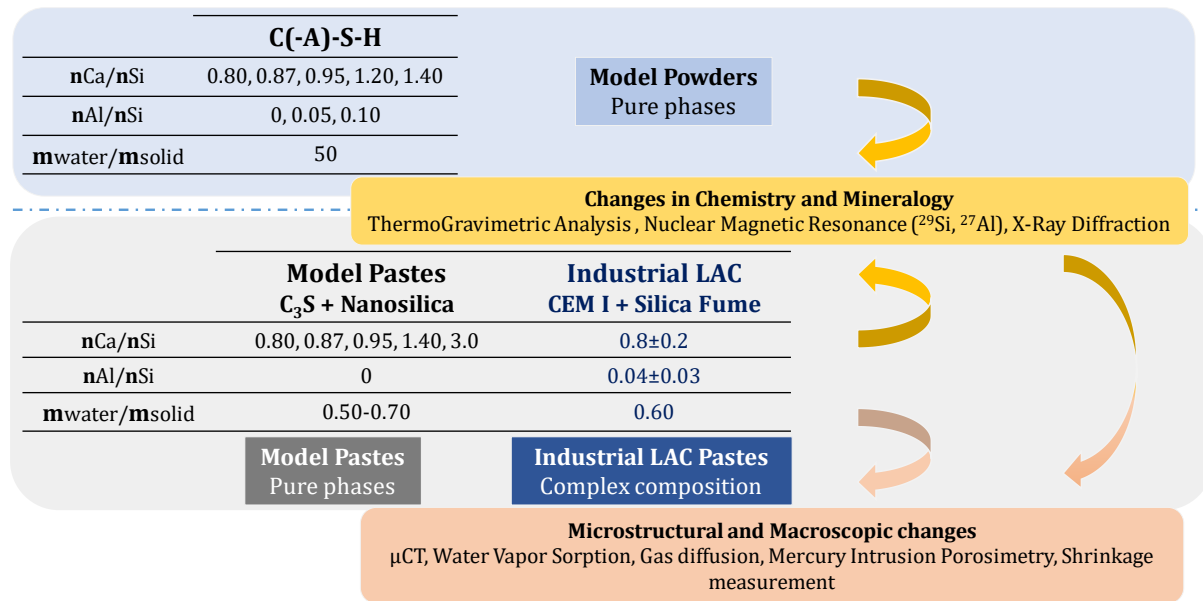 C(-A)-S-H
nCa/nSi 0.80, 0.87, 0.95, 1.20, 1.40
nAl/nSi 0, 0.05, 0.10
mwater/msolid 50
Model Powders
Pure phases
Changes in Chemistry and Mineralogy
ThermoGravimetric Analysis , Nuclear Magnetic Resonance (²⁹Si, ²⁷Al), X-Ray Diffraction
Model Pastes Industrial LAC
C₃S + Nanosilica CEM I + Silica Fume
nCa/nSi 0.80, 0.87, 0.95, 1.40, 3.0 0.8±0.2
nAl/nSi 0 0.04±0.03
mwater/msolid 0.50-0.70 0.60
Model Pastes
Pure phases
Industrial LAC Pastes
Complex composition
Microstructural and Macroscopic changes
μCT, Water Vapor Sorption, Gas diffusion, Mercury Intrusion Porosimetry, Shrinkage
measurement